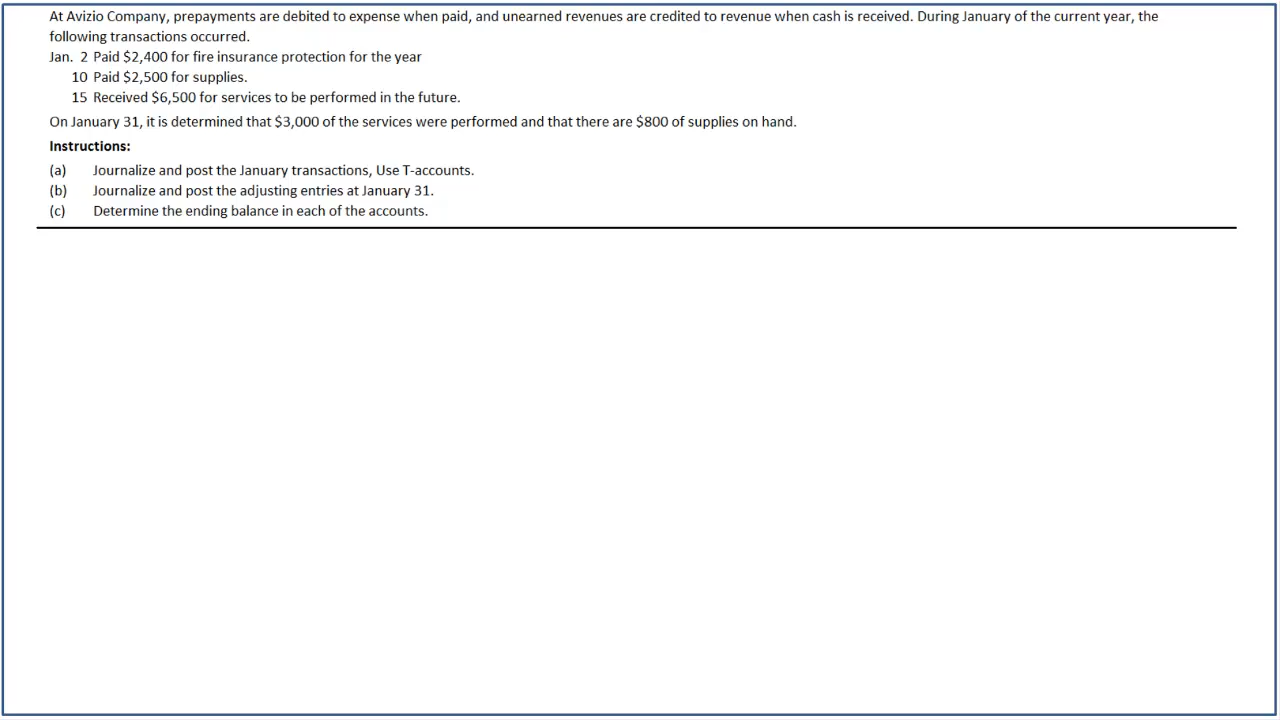 At Avizio Company, prepayments are debited to expense when paid, and unearned revenues are credited to revenue when cash is received. During January of the current year, the
following transactions occurred.
Jan. 2 Paid $2,400 for fire insurance protection for the year
10 Paid $2,500 for supplies.
15 Received $6,500 for services to be performed in the future.
On January 31, it is determined that $3,000 of the services were performed and that there are $800 of supplies on hand.
Instructions:
(a) Journalize and post the January transactions, Use T-accounts.
(b) Journalize and post the adjusting entries at January 31.
(c) Determine the ending balance in each of the accounts.